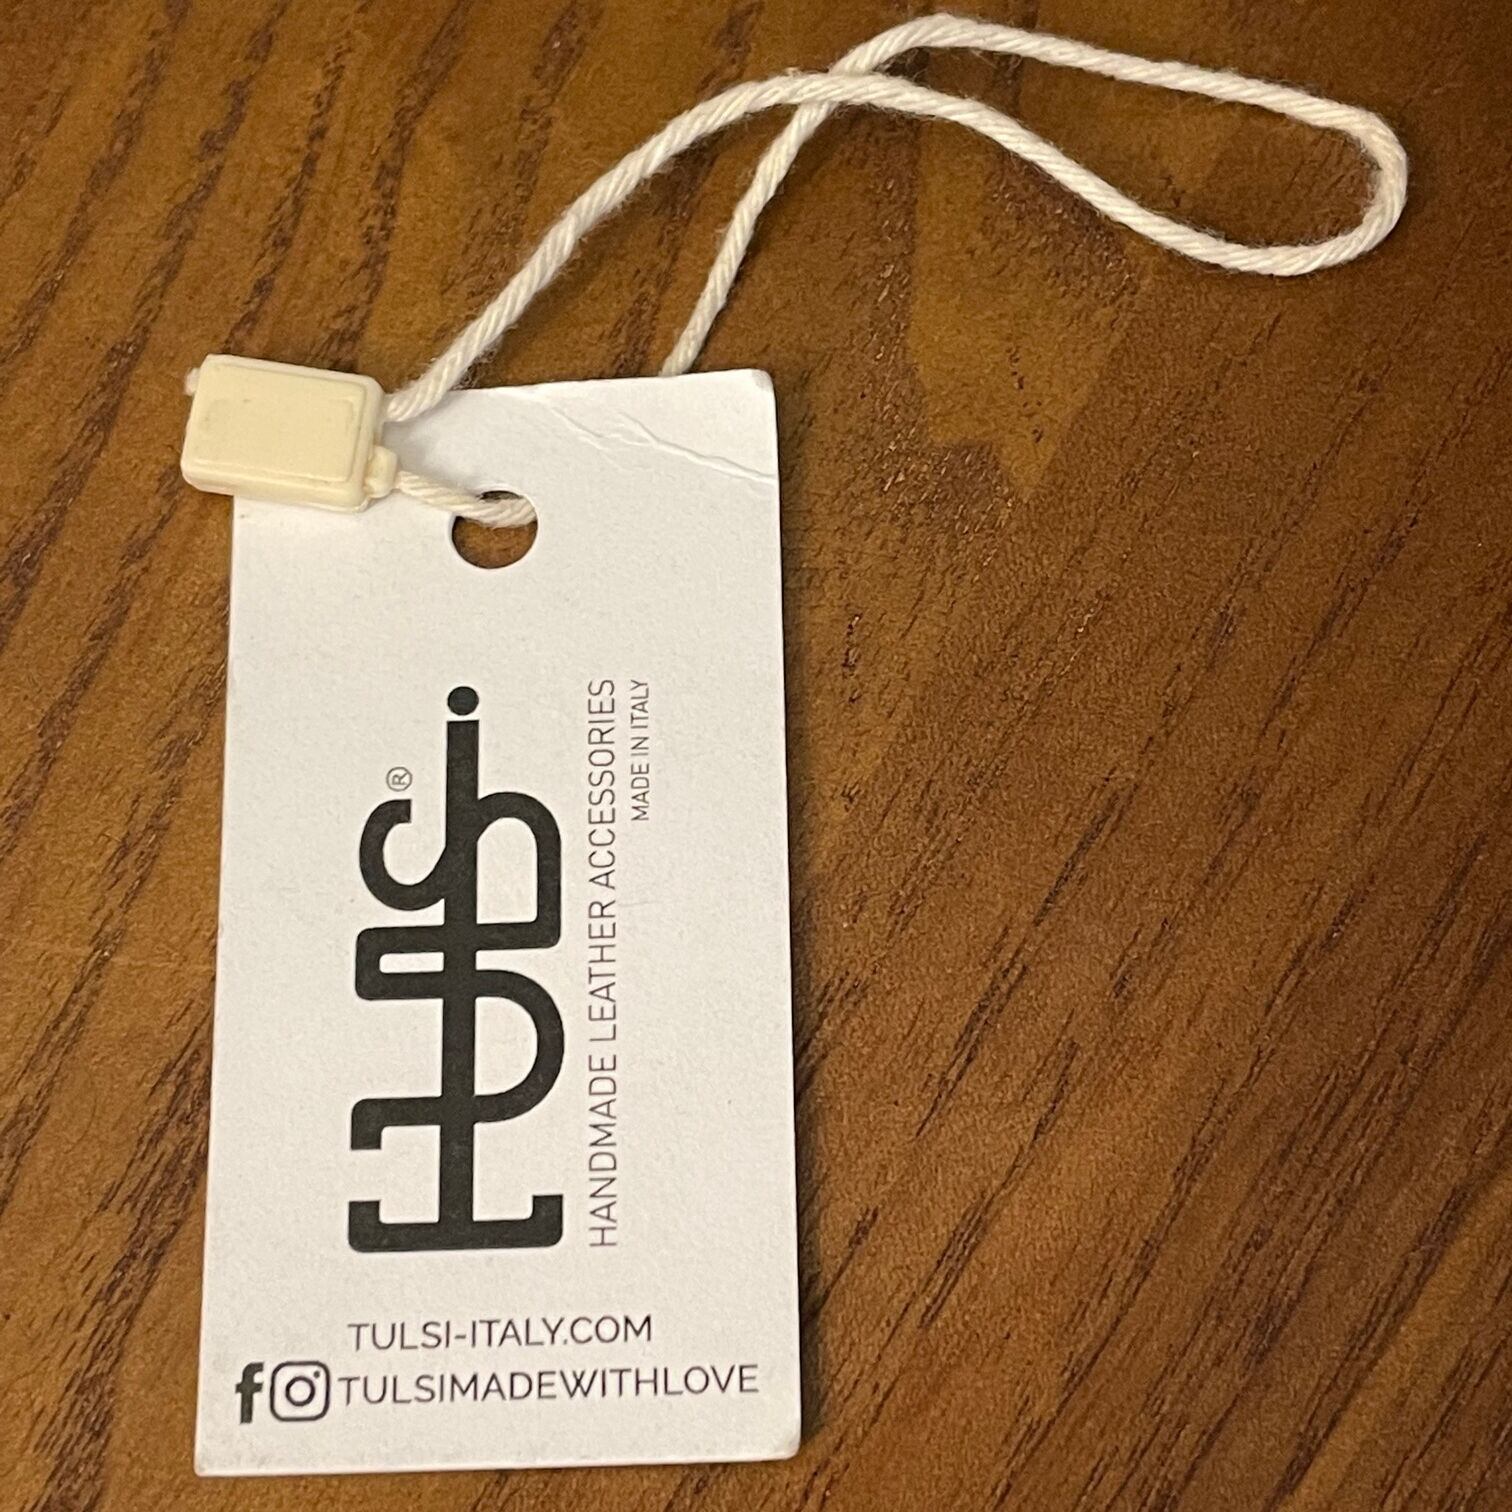 Tulsi®
HANDMADE LEATHER ACCESSORIES
MADE IN ITALY
TULSI-ITALY.COM
TULSIMADEWITHLOVE